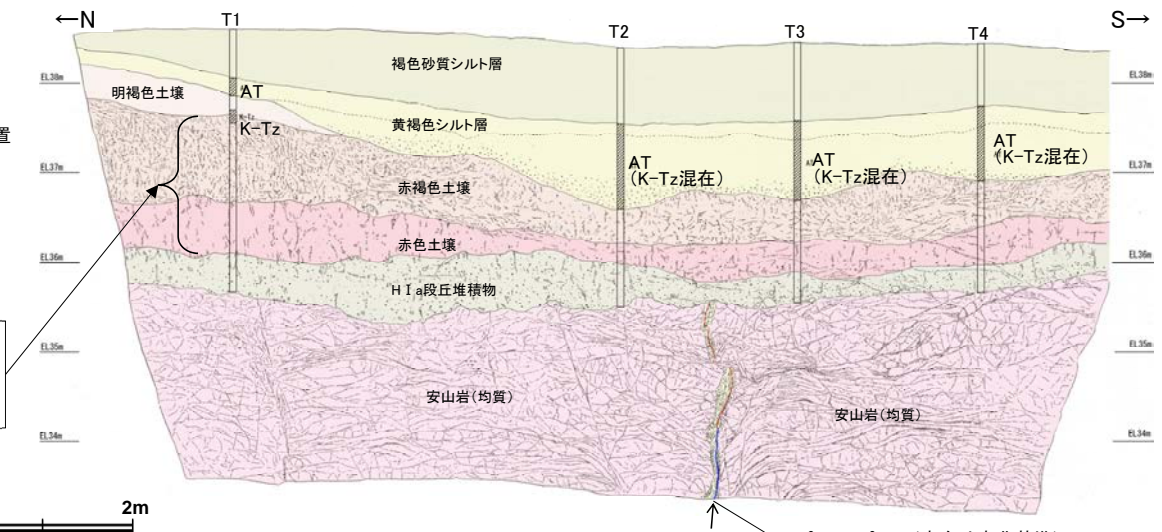 ←N
S→
T1
T2
T3
T4
褐色砂質シルト層
EL38m
EL38m
明褐色土壌
AT
K-Tz
黄褐色シルト層
置
AT
(K-Tz混在)
AT
(K-Tz混在)
AT
(K-Tz混在)
EL37m
EL37m
赤褐色土壌
赤色土壌
EL36m
EL36m
HⅠa段丘堆積物
EL35m
EL35m
安山岩(均質)
安山岩(均質)
EL34m
EL34m
2m